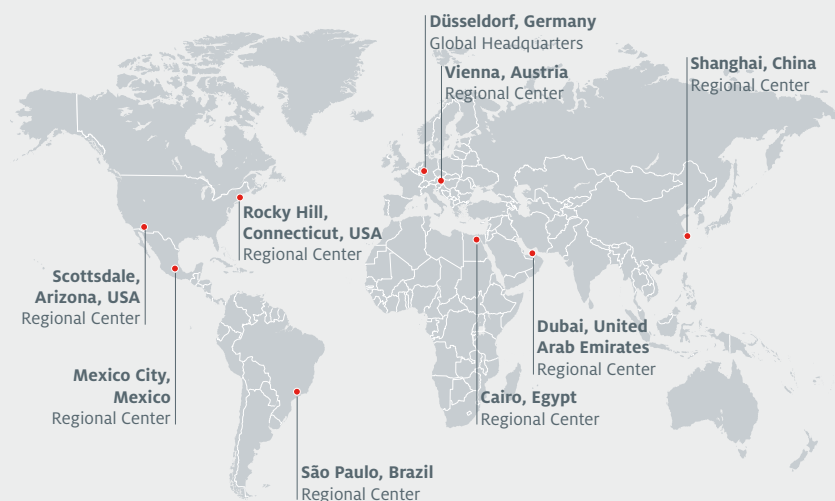 Düsseldorf, Germany
Global Headquarters
Vienna, Austria
Regional Center
Shanghai, China
Regional Center
Rocky Hill,
Connecticut, USA
Regional Center
Scottsdale,
Arizona, USA
Regional Center
Dubai, United
Arab Emirates
Regional Center
Mexico City,
Mexico
Regional Center
Cairo, Egypt
Regional Center
São Paulo, Brazil
Regional Center